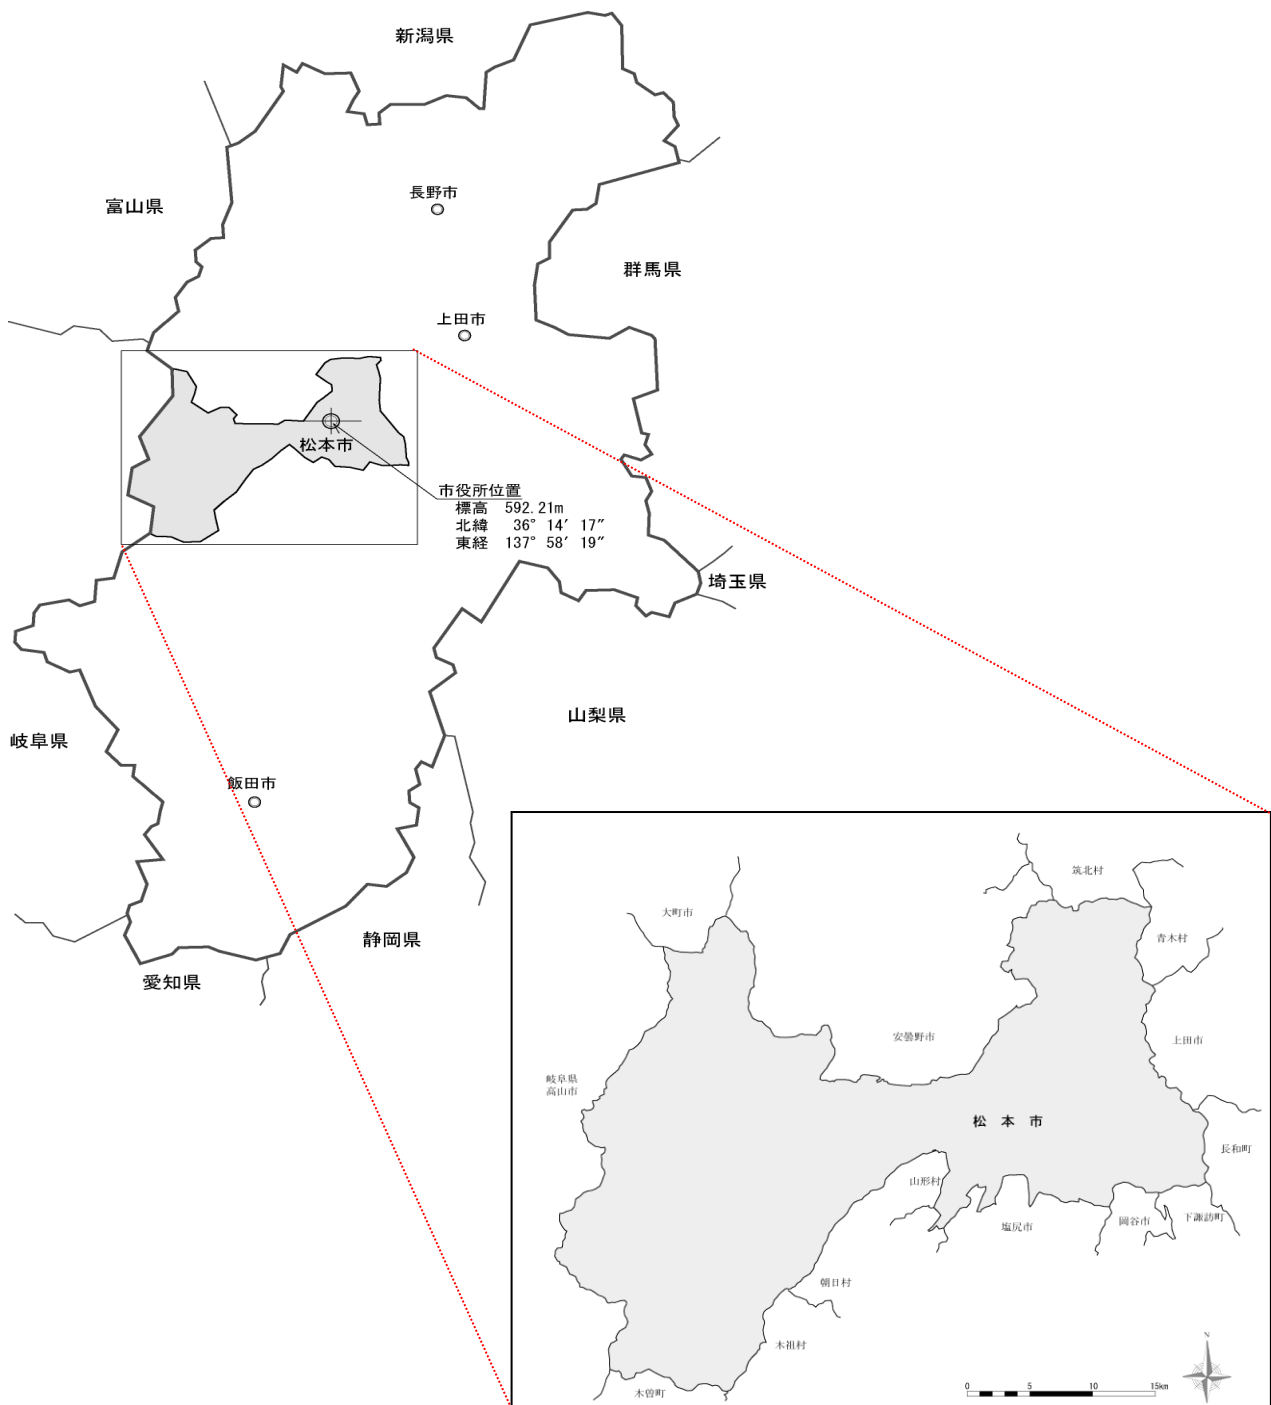 新潟県
富山県
長野市
群馬県
上田市
松本市
市役所位置
標高 592.21m
北緯 36° 14′ 17″
東経 137° 58′ 19″
埼玉県
山梨県
岐阜県
飯田市
静岡県
愛知県
筑北村
大町市
青木村
安曇野市
上田市
岐阜県
高山市
松 本 市
長和町
山形村
塩尻市
岡谷市
下諏訪町
朝日村
木祖村
木曽町
N
0 5 10 15km